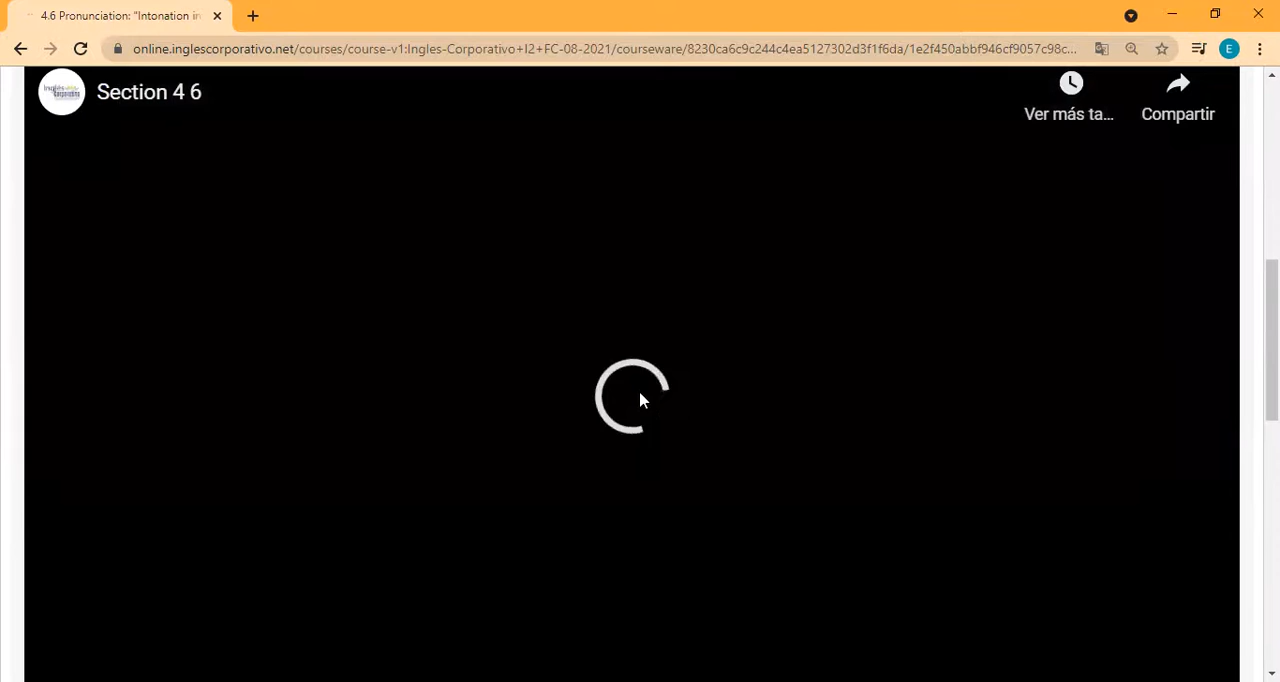 4.6 Pronunciation: "Intonation in
online.inglescorporativo.net/courses/course-v1:Ingles-Corporativo+I2+FC-08-2021/courseware/8230ca6c9c244c4ea5127302d3f1f6da/1e2f450abbf946cf9057c98c...
E
Section 4 6
Ver más ta...
Compartir